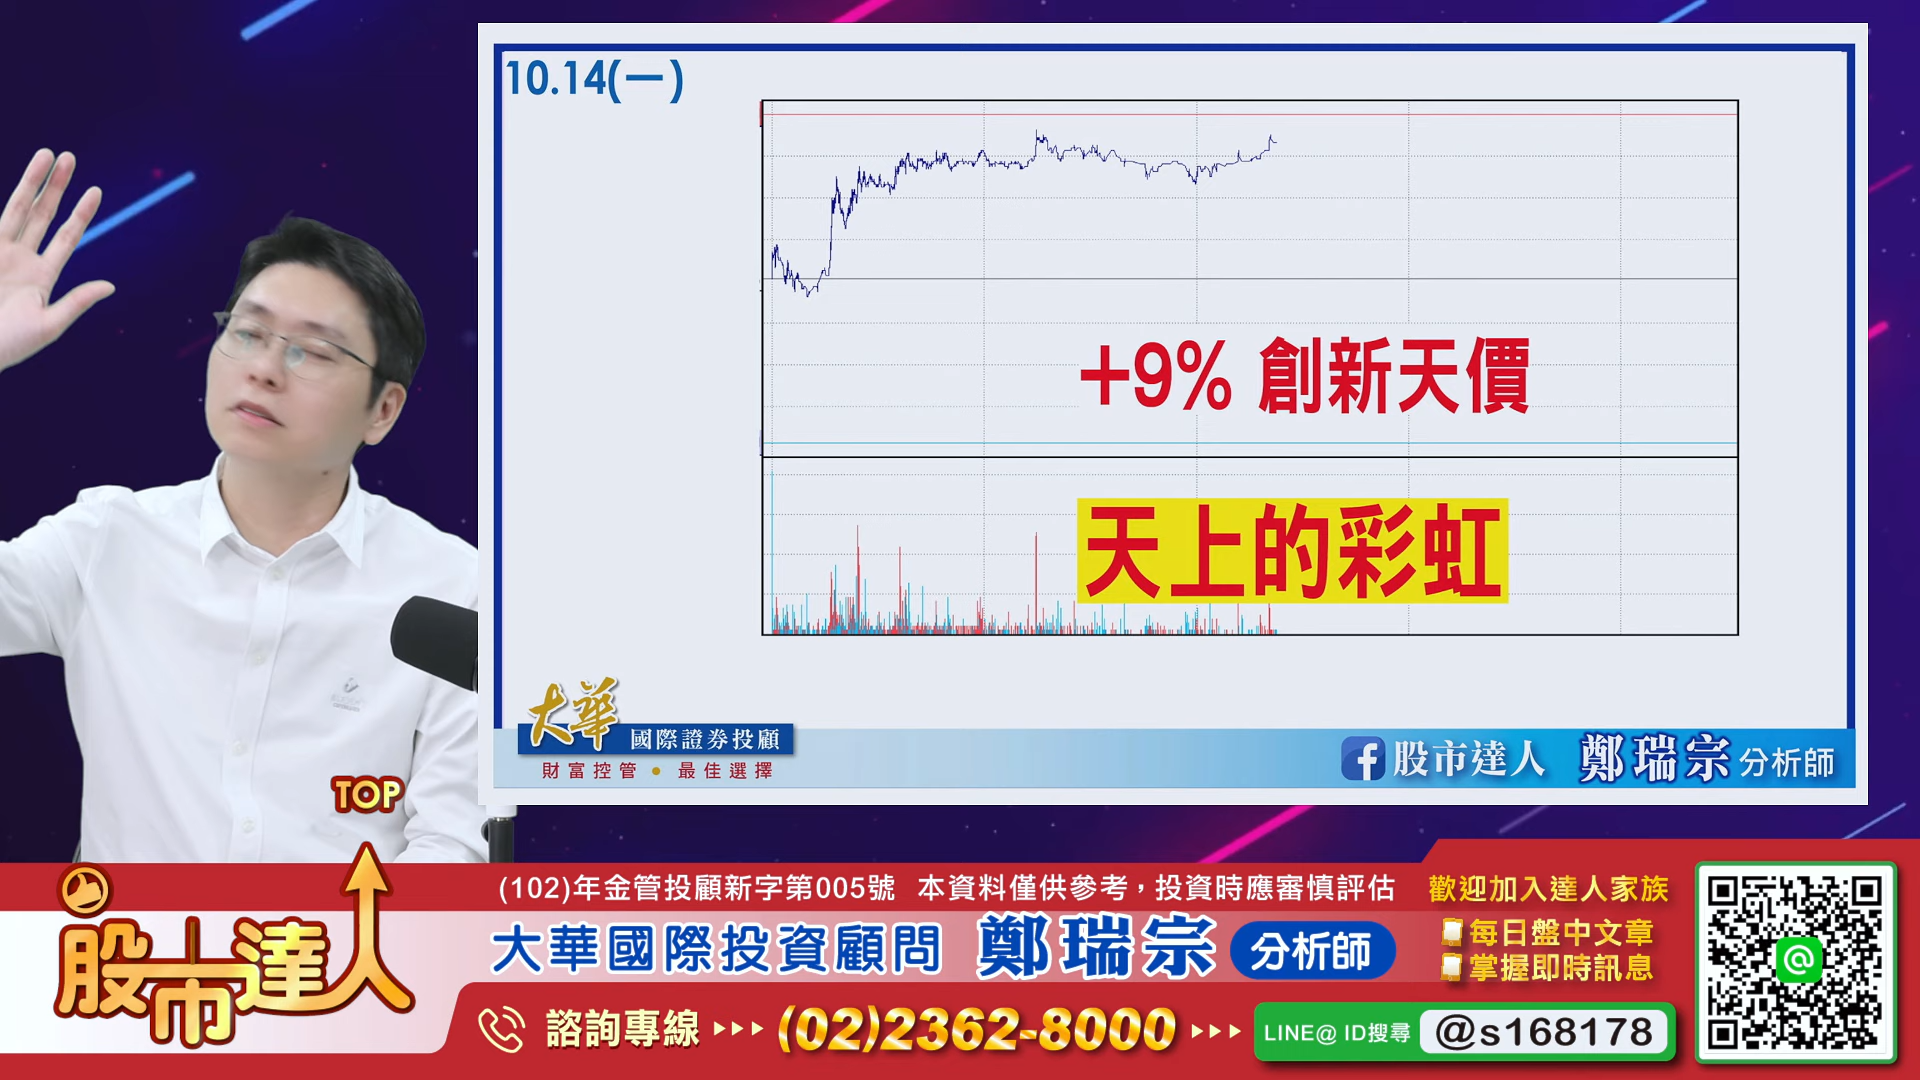 10.14(一)
+9% 創新天價
天上的彩虹
大華
國際證券投顧
財富控管 • 最佳選擇
股市達人 鄭瑞宗 分析師
TOP
股市達人
(102)年金管投顧新字第005號 本資料僅供參考，投資時應審慎評估
大華國際投資顧問 鄭瑞宗 分析師
諮詢專線 (02)2362-8000
歡迎加入達人家族
每日盤中文章
掌握即時訊息
LINE@ ID搜尋 @s168178